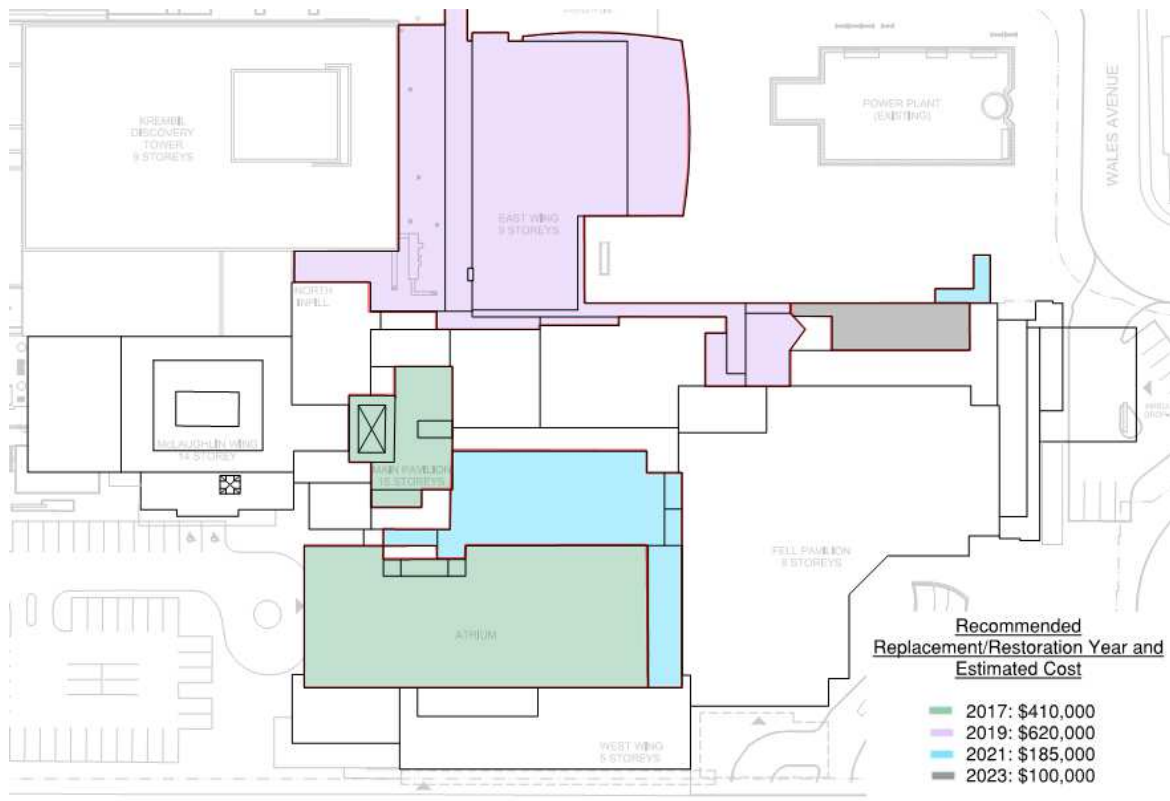 KREMBIL
DISCOVERY
TOWER
9 STOREYS
POWER PLANT
(EXISTING)
WALES AVENUE
EAST WING
9 STOREYS
NORTH
INFILL
McLAUGHLIN WING
14 STOREY
MAIN PAVILION
15 STOREYS
FELL PAVILION
8 STOREYS
ATRIUM
WEST WING
5 STOREYS
Recommended
Replacement/Restoration Year and
Estimated Cost
2017: $410,000
2019: $620,000
2021: $185,000
2023: $100,000